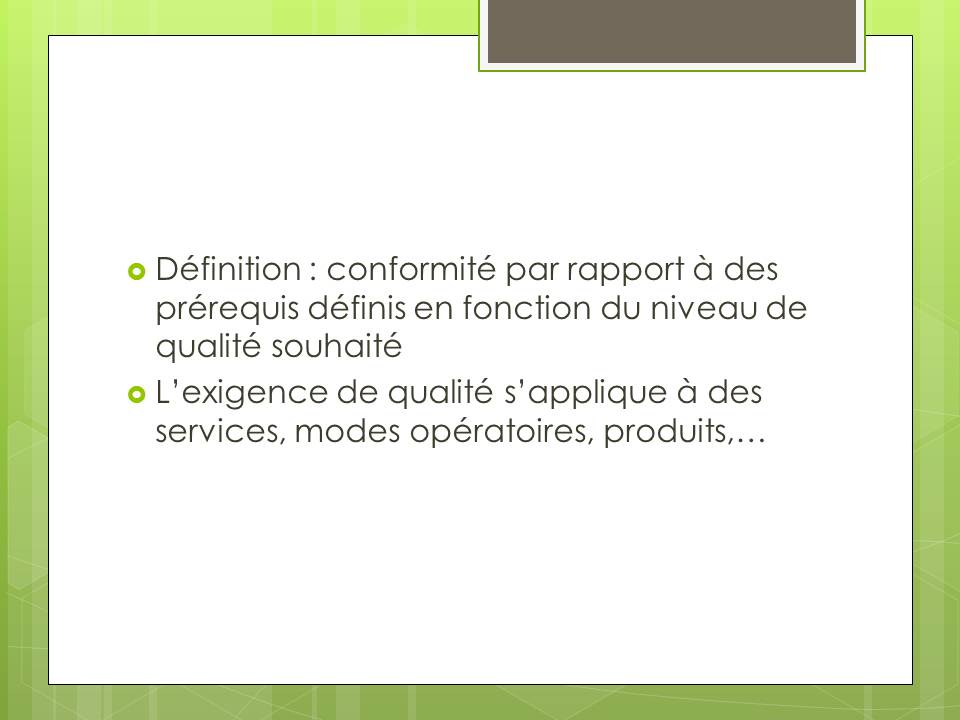 Définition : conformité par rapport à des
prérequis définis en fonction du niveau de
qualité souhaité
L’exigence de qualité s’applique à des
services, modes opératoires, produits,…